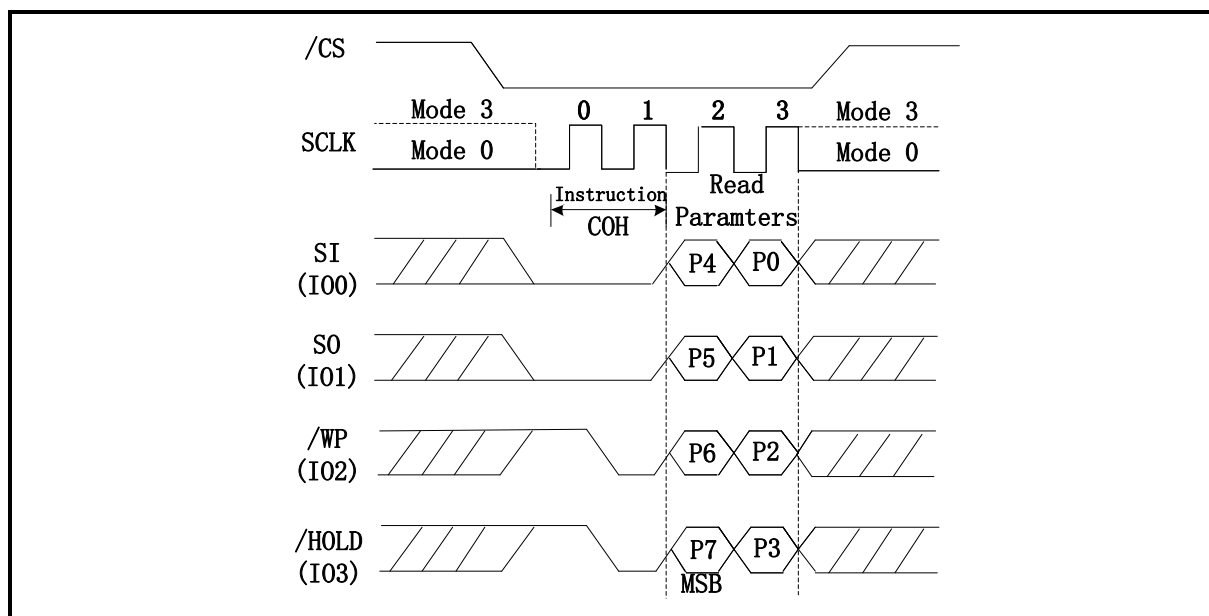 /CS
Mode 3 0 1 2 3 Mode 3
SCLK
Mode 0 Mode 0
Read
Instruction
Paramters
COH
SI
(IO0)
P4 P0
SO
(IO1)
P5 P1
/WP
(IO2)
P6 P2
/HOLD
(IO3)
P7 P3
MSB